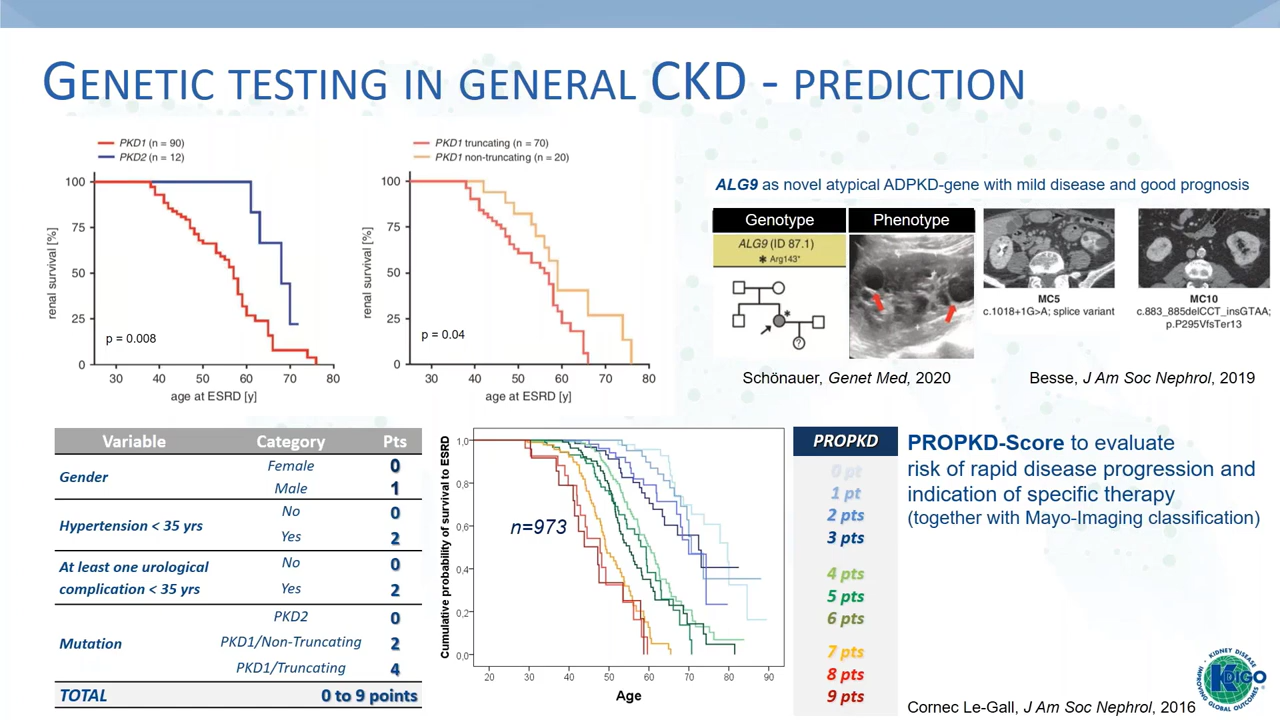 GENETIC TESTING IN GENERAL CKD - PREDICTION
PKD1 (n = 90)
PKD2 (n = 12)
renal survival [%]
100
75
50
25
0
p = 0.008
30 40 50 60 70 80
age at ESRD [y]
PKD1 truncating (n = 70)
PKD1 non-truncating (n = 20)
renal survival [%]
100
75
50
25
0
p = 0.04
30 40 50 60 70 80
age at ESRD [y]
ALG9 as novel atypical ADPKD-gene with mild disease and good prognosis
Genotype Phenotype
ALG9 (ID 87.1)
✱ Arg143*
*
?
Schönauer, Genet Med, 2020
MC5
c.1018+1G>A; splice variant
MC10
c.883_885delCCT_insGTAA;
p.P295VfsTer13
Besse, J Am Soc Nephrol, 2019
Variable Category Pts
Gender
Female 0
Male 1
Hypertension < 35 yrs
No 0
Yes 2
At least one urological
complication < 35 yrs
No 0
Yes 2
Mutation
PKD2 0
PKD1/Non-Truncating 2
PKD1/Truncating 4
TOTAL 0 to 9 points
Cumulative probability of survival to ESRD
1,0
0,8
0,6
0,4
0,2
0,0
n=973
20 30 40 50 60 70 80 90
Age
PROPKD
0 pt
1 pt
2 pts
3 pts
4 pts
5 pts
6 pts
7 pts
8 pts
9 pts
PROPKD-Score to evaluate
risk of rapid disease progression and
indication of specific therapy
(together with Mayo-Imaging classification)
Cornec Le-Gall, J Am Soc Nephrol, 2016
KIDNEY DISEASE
KDIGO
IMPROVING GLOBAL OUTCOMES
®